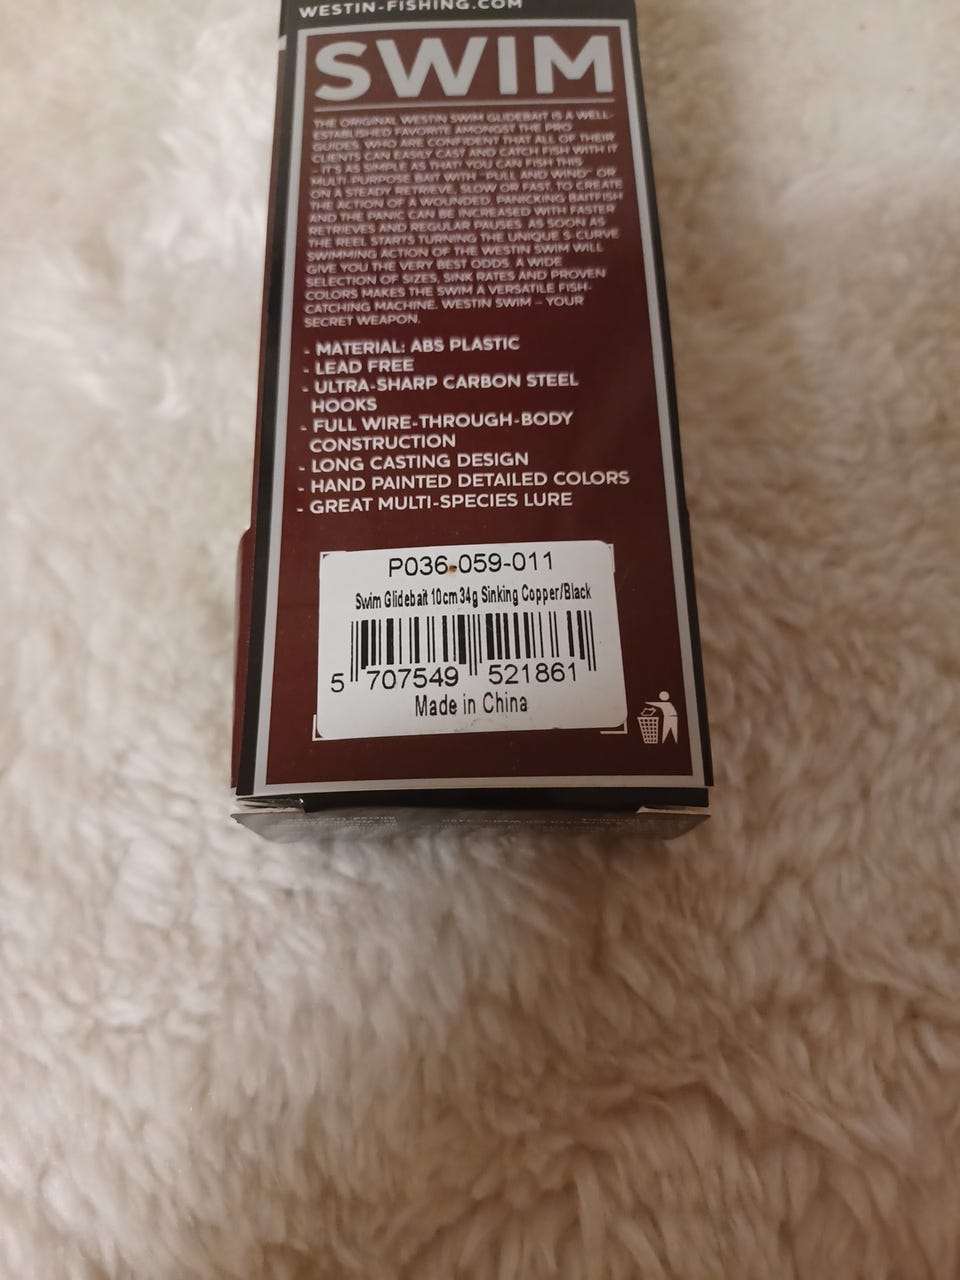 WESTIN-FISHING.COM
SWIM
THE ORIGINAL WESTIN SWIM GLIDEBAIT IS A WELL-
ESTABLISHED FAVORITE AMONGST THE PRO
GUIDES, WHO ARE CONFIDENT THAT ALL OF THEIR
CLIENTS CAN EASILY CAST AND CATCH FISH WITH IT
- IT'S AS SIMPLE AS THAT! YOU CAN FISH THIS
MULTI-PURPOSE BAIT WITH "PULL AND WIND" OR
ON A STEADY RETRIEVE, SLOW OR FAST, TO CREATE
THE ACTION OF A WOUNDED, PANICKING BAITFISH
AND THE PANIC CAN BE INCREASED WITH FASTER
RETRIEVES AND REGULAR PAUSES. AS SOON AS
THE REEL STARTS TURNING THE UNIQUE S-CURVE
SWIMMING ACTION OF THE WESTIN SWIM WILL
GIVE YOU THE VERY BEST ODDS. A WIDE
SELECTION OF SIZES, SINK RATES AND PROVEN
COLORS MAKES THE SWIM A VERSATILE FISH-
CATCHING MACHINE. WESTIN SWIM – YOUR
SECRET WEAPON.
- MATERIAL: ABS PLASTIC
- LEAD FREE
- ULTRA-SHARP CARBON STEEL
HOOKS
- FULL WIRE-THROUGH-BODY
CONSTRUCTION
- LONG CASTING DESIGN
- HAND PAINTED DETAILED COLORS
- GREAT MULTI-SPECIES LURE
P036-059-011
Swim Glidebait 10cm 34g Sinking Copper/Black
5 707549 521861
Made in China